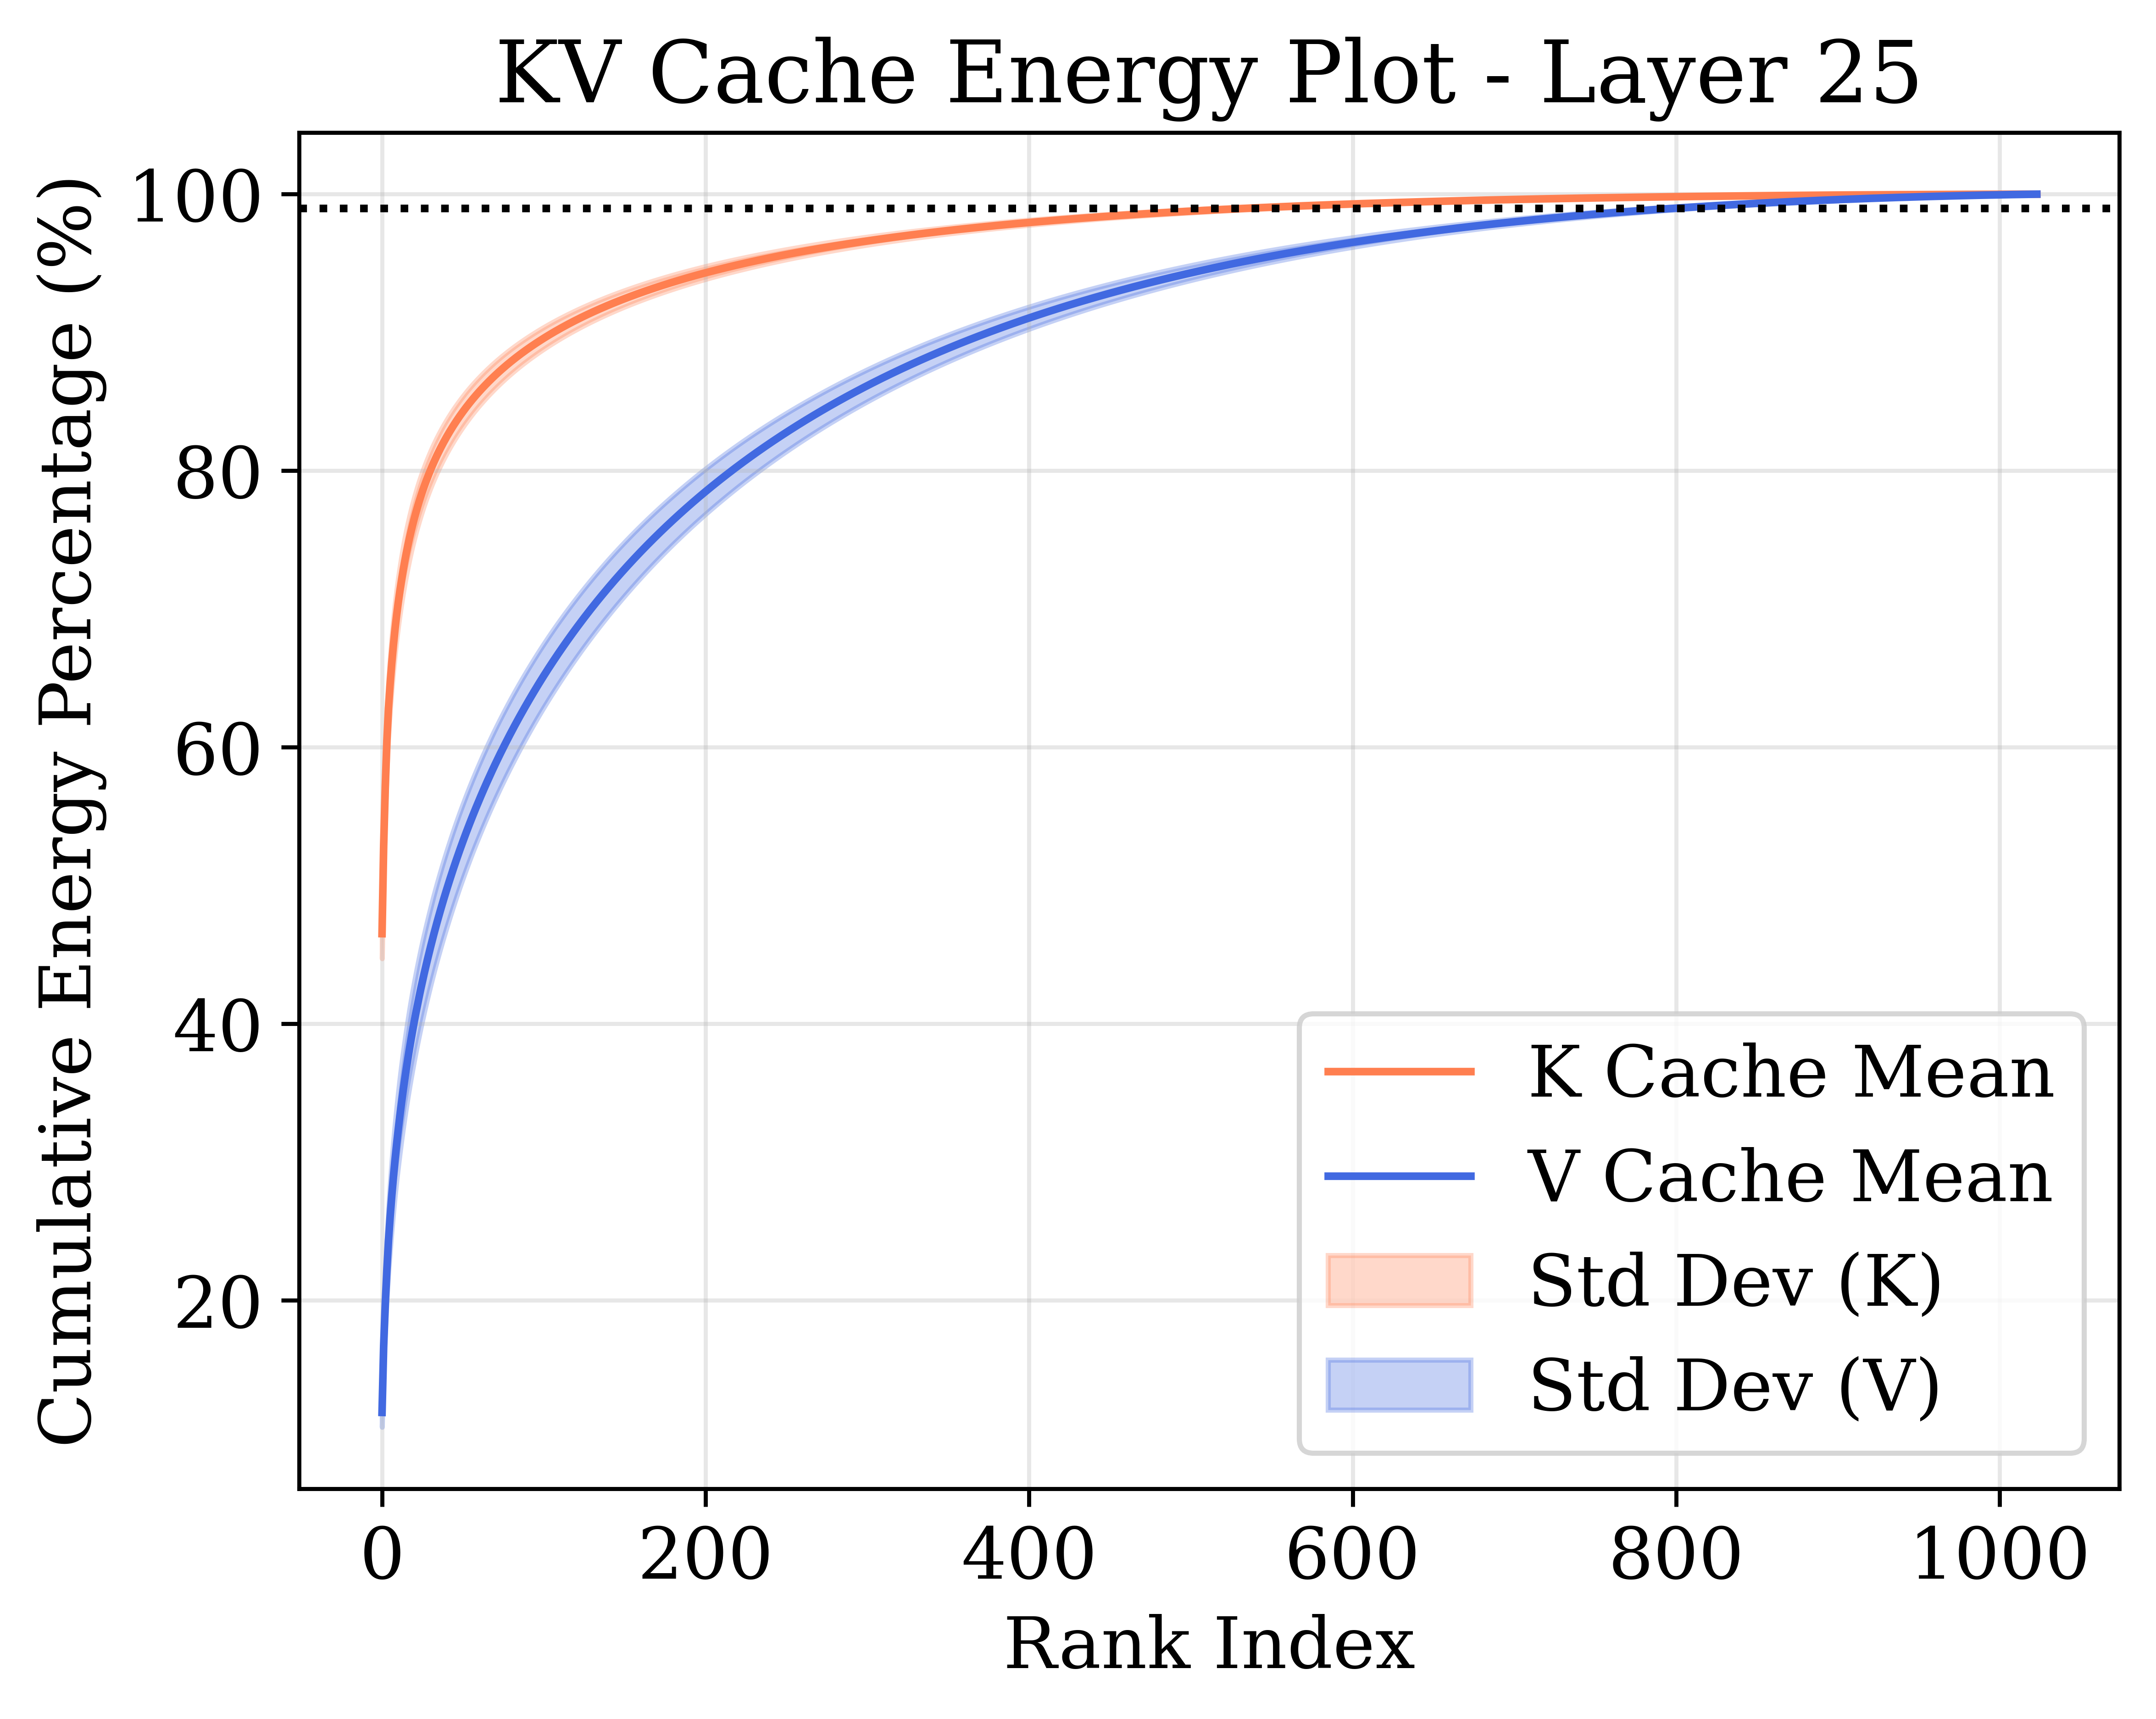 KV Cache Energy Plot - Layer 25
Cumulative Energy Percentage (%)
100
80
60
40
20
K Cache Mean
V Cache Mean
Std Dev (K)
Std Dev (V)
0 200 400 600 800 1000
Rank Index